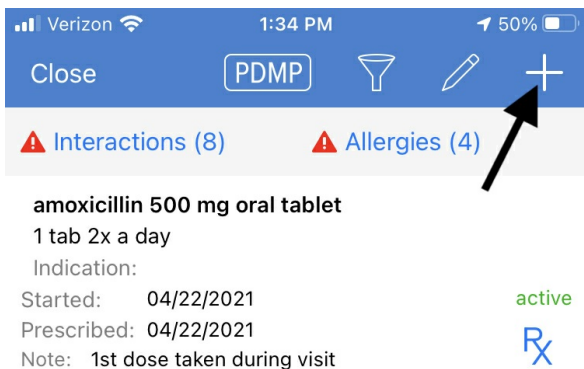 Verizon 1:34 PM 50%
Close PDMP
Interactions (8) Allergies (4)
amoxicillin 500 mg oral tablet
1 tab 2x a day
Indication:
Started: 04/22/2021 active
Prescribed: 04/22/2021 Rx
Note: 1st dose taken during visit